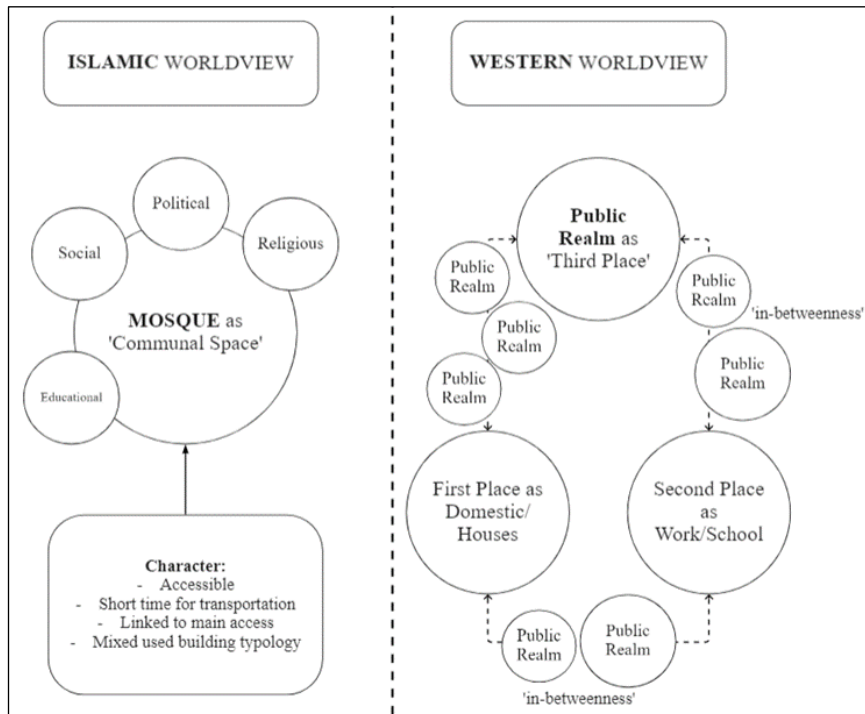 ISLAMIC WORLDVIEW
Political
Social
Religious
MOSQUE as
'Communal Space'
Educational
Character:
- Accessible
- Short time for transportation
- Linked to main access
- Mixed used building typology
WESTERN WORLDVIEW
Public
Realm as
'Third Place'
Public
Realm
Public
Realm
Public
Realm
Public
Realm
'in-betweenness'
Public
Realm
First Place as
Domestic/
Houses
Second Place
as
Work/School
Public
Realm
Public
Realm
'in-betweenness'